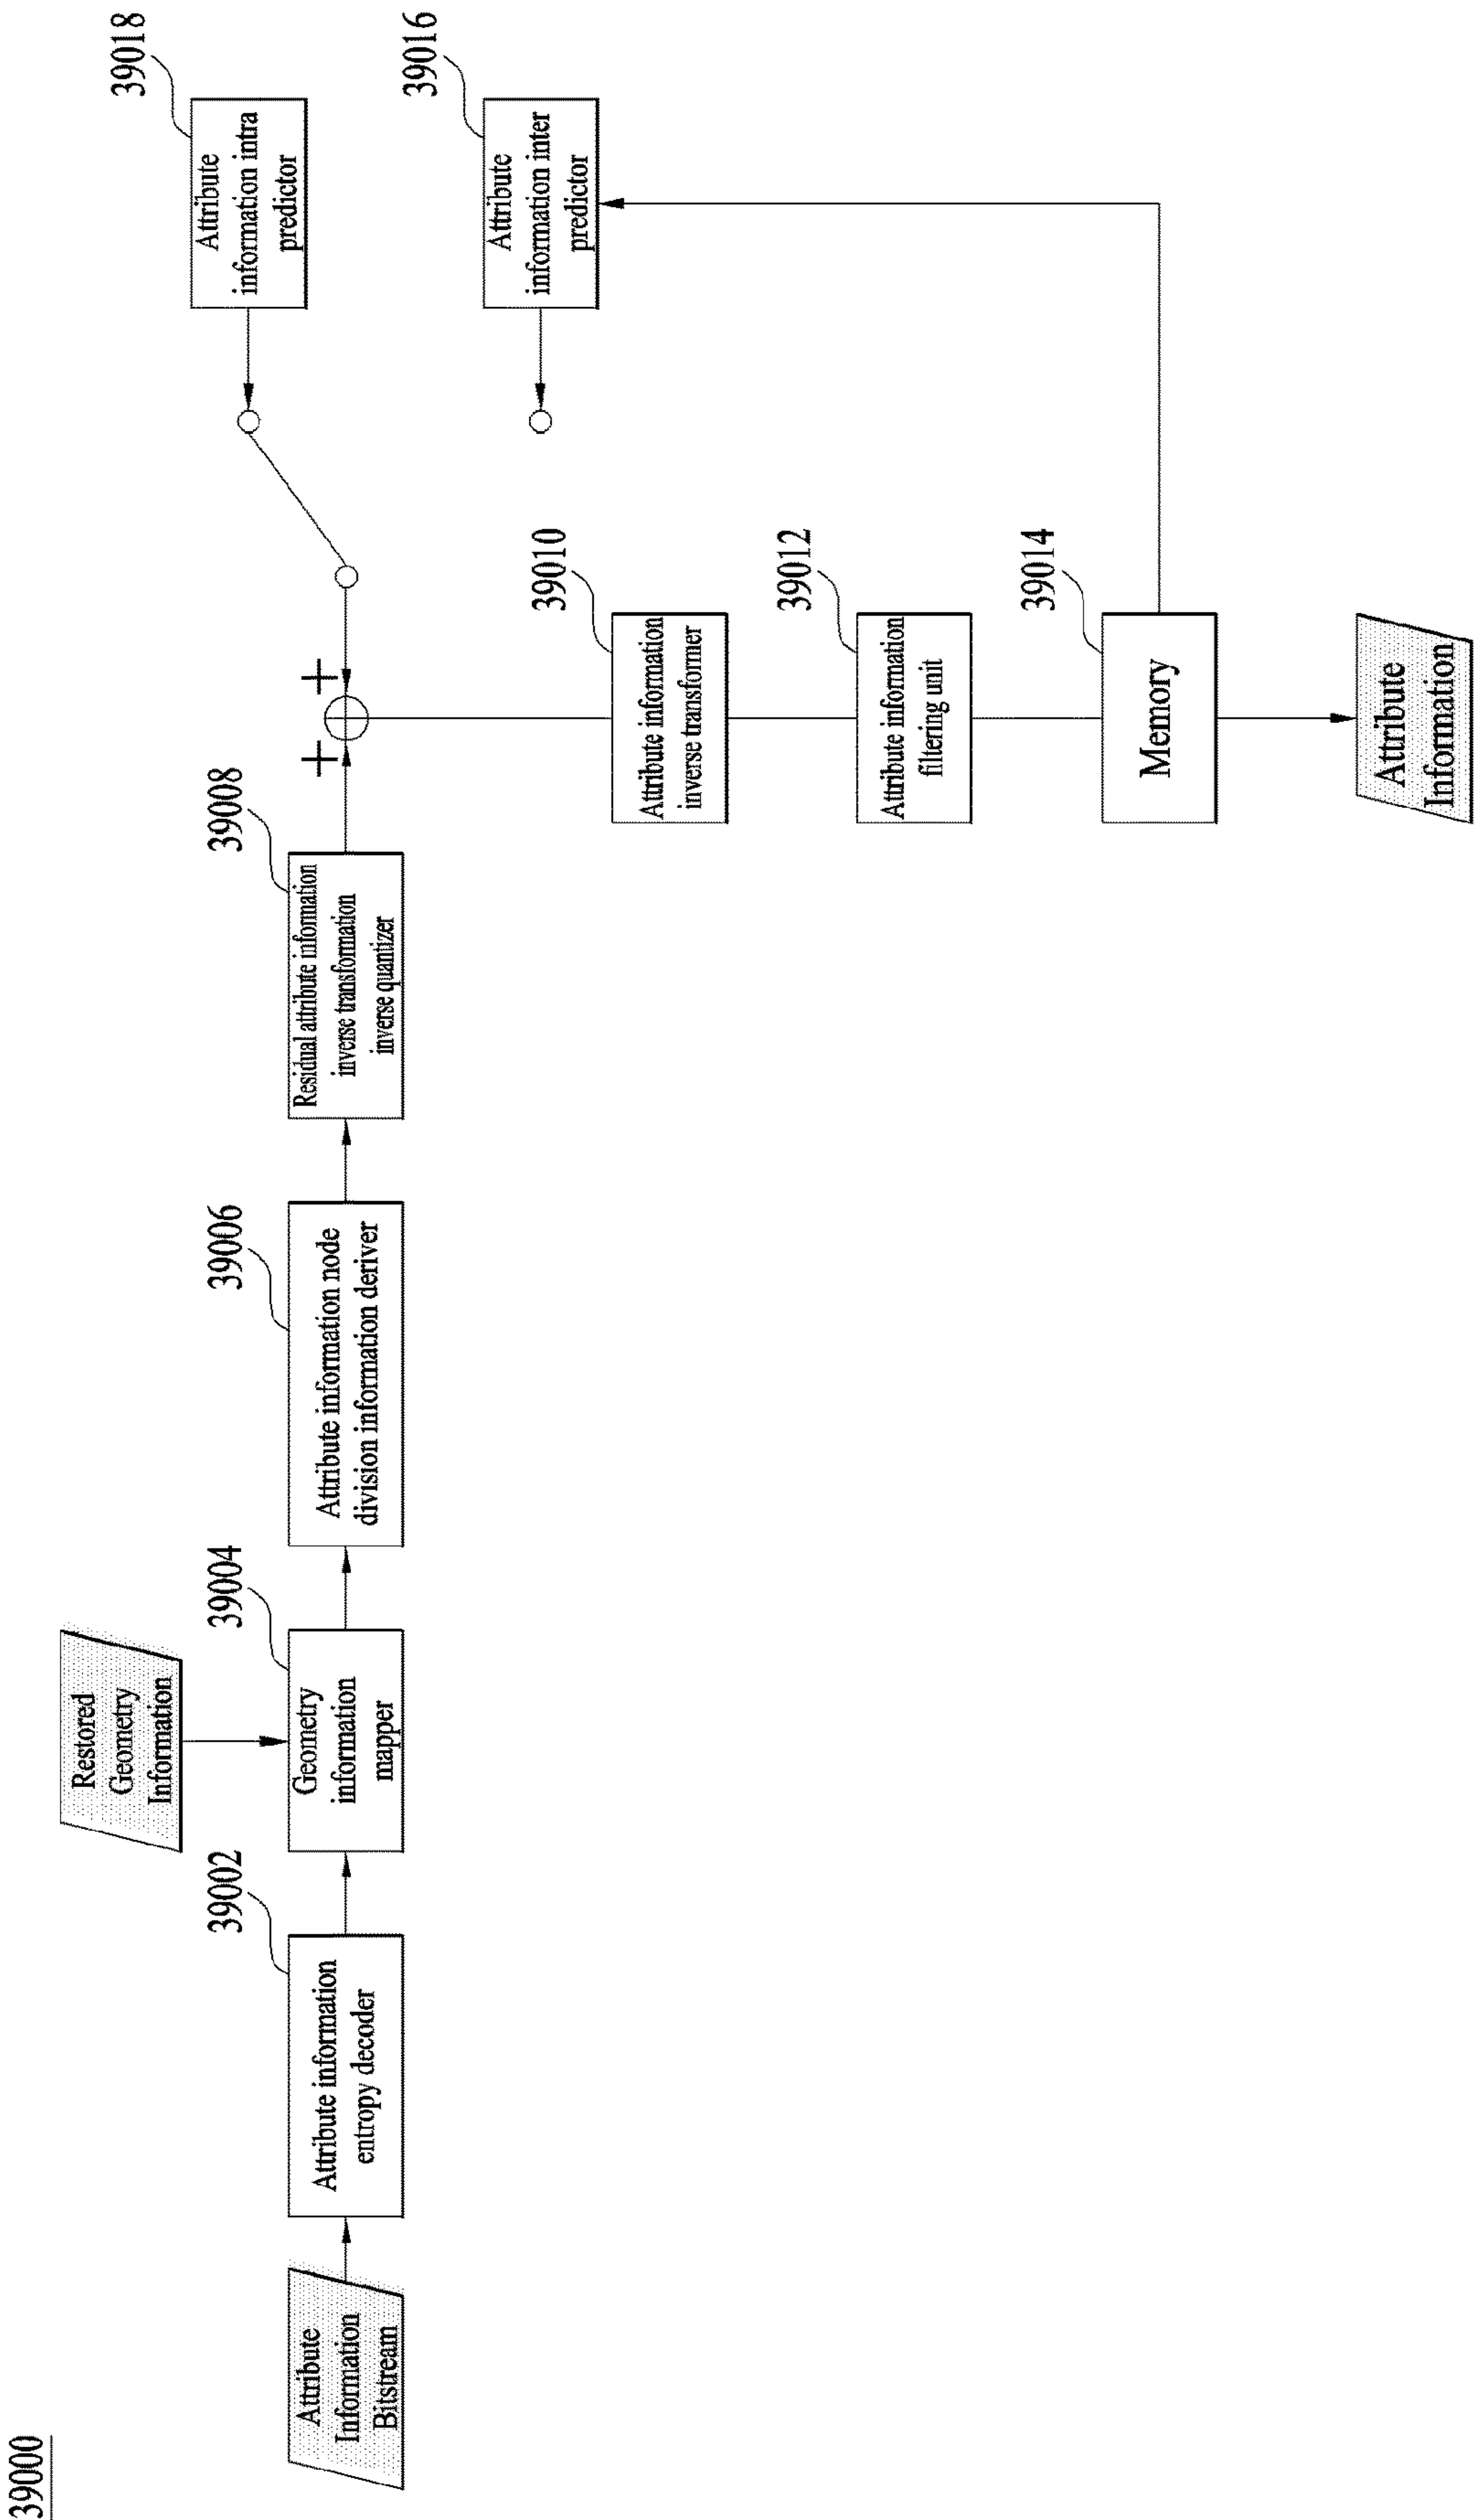 39000
Attribute
Information
Bitstream
39002
Attribute information
entropy decoder
Restored
Geometry
Information
39004
Geometry
information
mapper
39006
Attribute information node
division information deriver
39008
Residual attribute information
inverse transformation
inverse quantizer
+
+
39018
Attribute
information intra
predictor
39016
Attribute
information inter
predictor
39010
Attribute information
inverse transformer
39012
Attribute information
filtering unit
39014
Memory
Attribute
Information